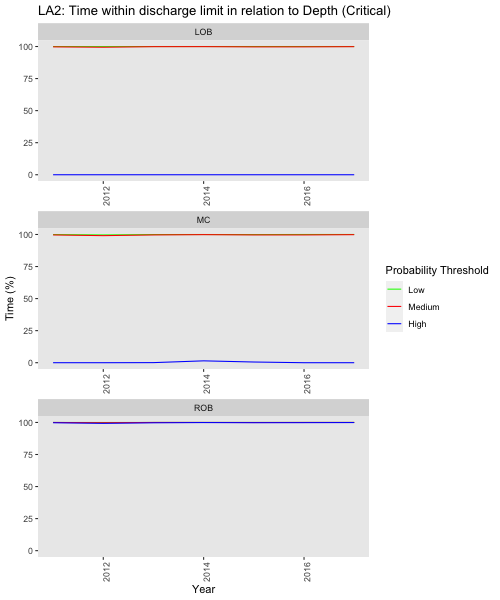 LA2: Time within discharge limit in relation to Depth (Critical)
LOB
100
75
50
25
0
2012
2014
2016
MC
100
75
50
25
0
2012
2014
2016
ROB
100
75
50
25
0
2012
2014
2016
Year
Time (%)
Probability Threshold
Low
Medium
High